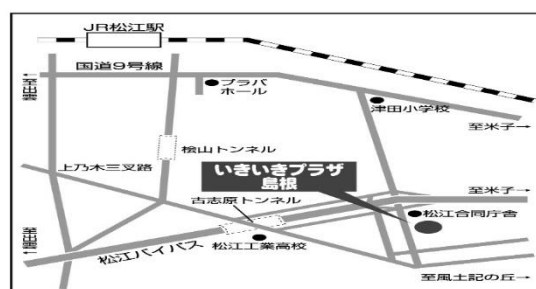 JR松江駅
国道9号線
至出雲
プラバ
ホール
津田小学校
至米子
桧山トンネル
上乃木三叉路
いきいきプラザ
島根
至米子
古志原トンネル
松江合同庁舎
至出雲
松江バイパス
松江工業高校
至風土記の丘